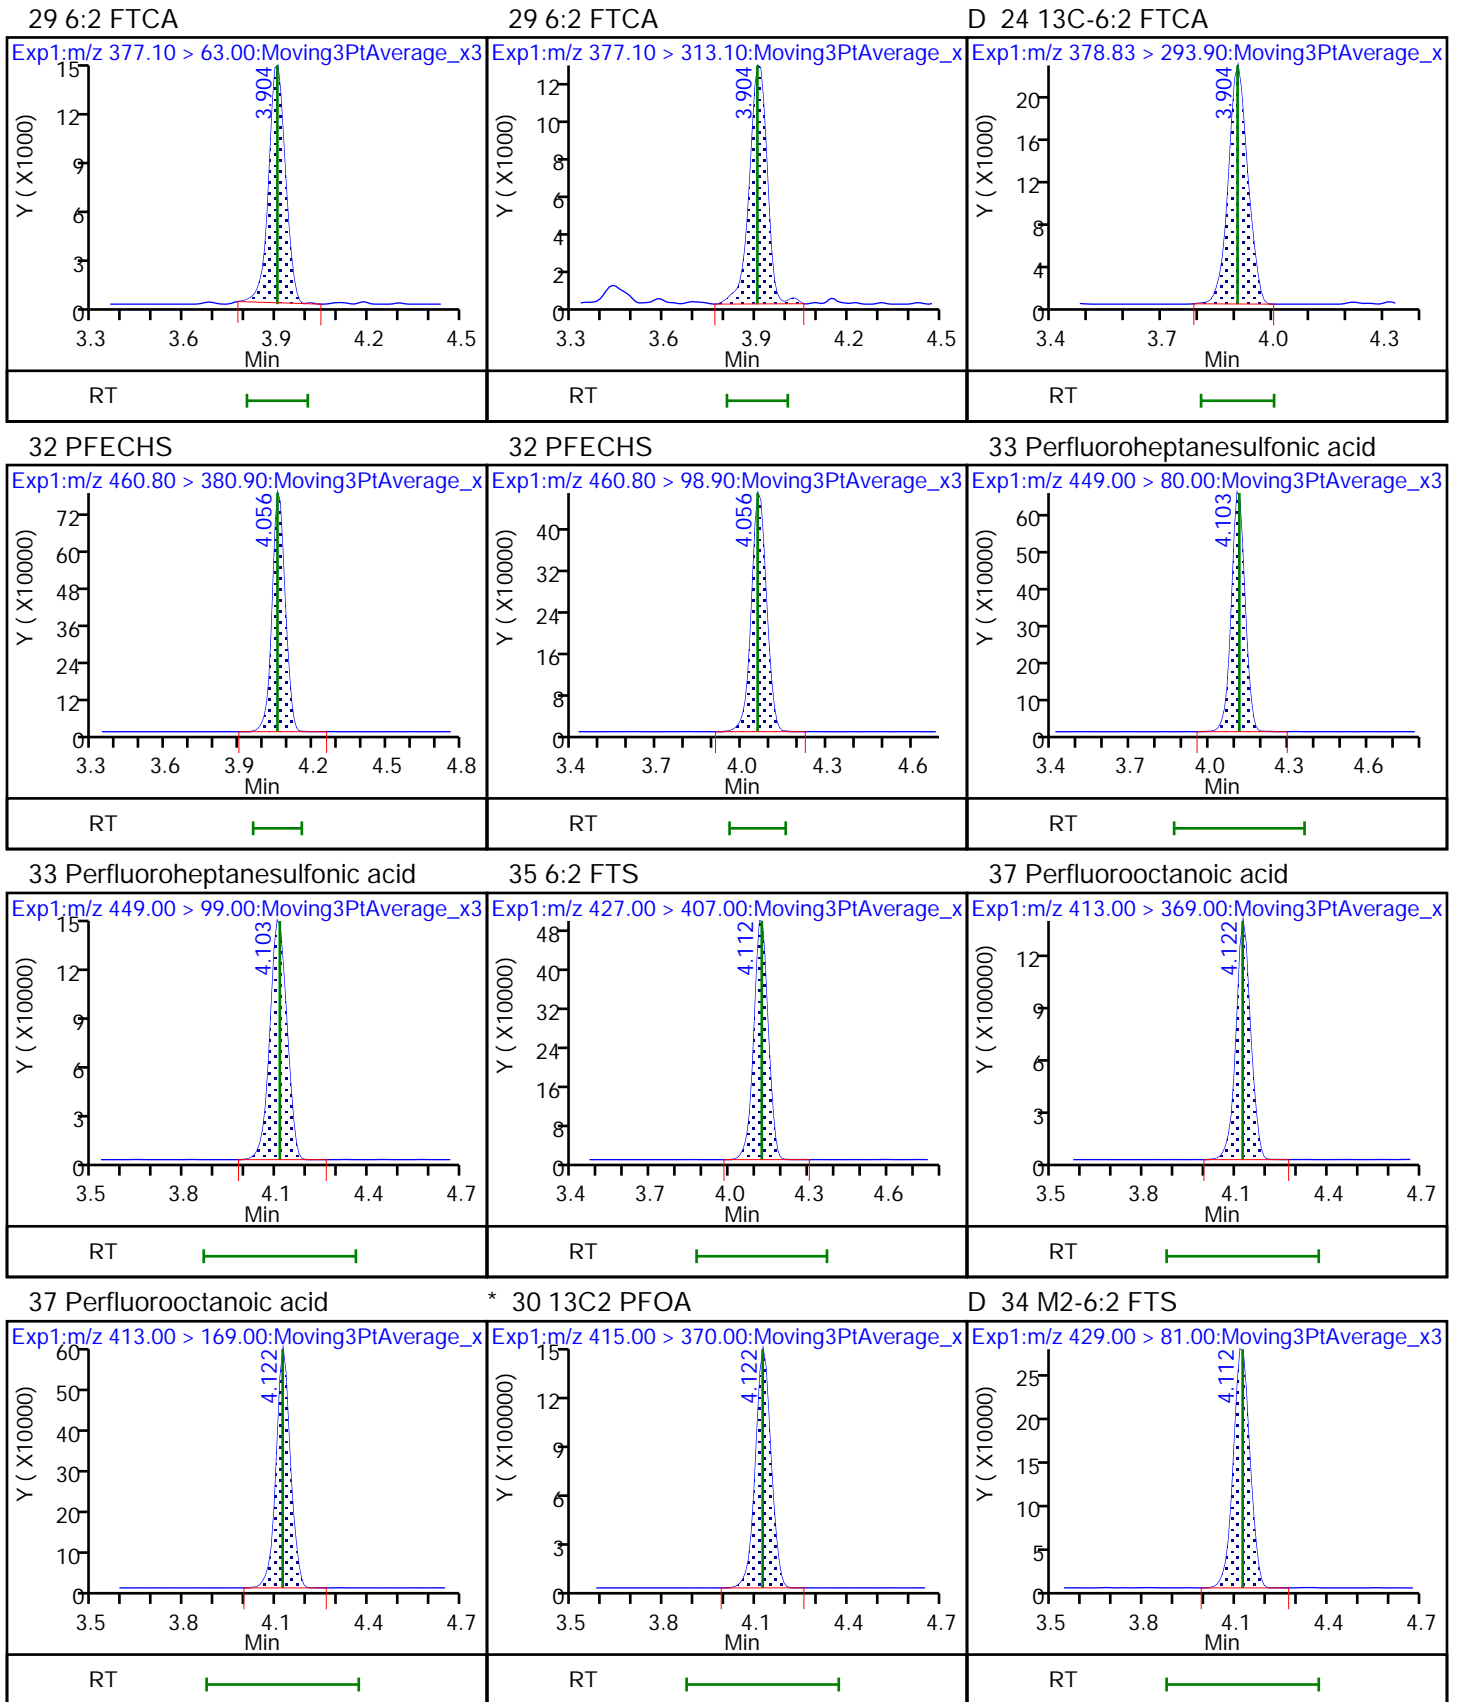 29 6:2 FTCA
Exp1:m/z 377.10 > 63.00:Moving3PtAverage_x3
Y ( X1000)
15
12
9
6
3
0
3.904
3.3 3.6 3.9 4.2 4.5
Min
RT
29 6:2 FTCA
Exp1:m/z 377.10 > 313.10:Moving3PtAverage_x
Y ( X1000)
12
10
8
6
4
2
0
3.904
3.3 3.6 3.9 4.2 4.5
Min
RT
D 24 13C-6:2 FTCA
Exp1:m/z 378.83 > 293.90:Moving3PtAverage_x
Y ( X1000)
20
16
12
8
4
0
3.904
3.4 3.7 4.0 4.3
Min
RT
32 PFECHS
Exp1:m/z 460.80 > 380.90:Moving3PtAverage_x
Y ( X10000)
72
60
48
36
24
12
0
4.056
3.3 3.6 3.9 4.2 4.5 4.8
Min
RT
32 PFECHS
Exp1:m/z 460.80 > 98.90:Moving3PtAverage_x3
Y ( X10000)
40
32
24
16
8
0
4.056
3.4 3.7 4.0 4.3 4.6
Min
RT
33 Perfluoroheptanesulfonic acid
Exp1:m/z 449.00 > 80.00:Moving3PtAverage_x3
Y ( X10000)
60
50
40
30
20
10
0
4.103
3.4 3.7 4.0 4.3 4.6
Min
RT
33 Perfluoroheptanesulfonic acid
Exp1:m/z 449.00 > 99.00:Moving3PtAverage_x3
Y ( X10000)
15
12
9
6
3
0
4.103
3.5 3.8 4.1 4.4 4.7
Min
RT
35 6:2 FTS
Exp1:m/z 427.00 > 407.00:Moving3PtAverage_x
Y ( X10000)
48
40
32
24
16
8
0
4.112
3.4 3.7 4.0 4.3 4.6
Min
RT
37 Perfluorooctanoic acid
Exp1:m/z 413.00 > 369.00:Moving3PtAverage_x
Y ( X100000)
12
9
6
3
0
4.122
3.5 3.8 4.1 4.4 4.7
Min
RT
37 Perfluorooctanoic acid
Exp1:m/z 413.00 > 169.00:Moving3PtAverage_x
Y ( X10000)
60
50
40
30
20
10
0
4.122
3.5 3.8 4.1 4.4 4.7
Min
RT
* 30 13C2 PFOA
Exp1:m/z 415.00 > 370.00:Moving3PtAverage_x
Y ( X100000)
15
12
9
6
3
0
4.122
3.5 3.8 4.1 4.4 4.7
Min
RT
D 34 M2-6:2 FTS
Exp1:m/z 429.00 > 81.00:Moving3PtAverage_x3
Y ( X10000)
25
20
15
10
5
0
4.112
3.5 3.8 4.1 4.4 4.7
Min
RT